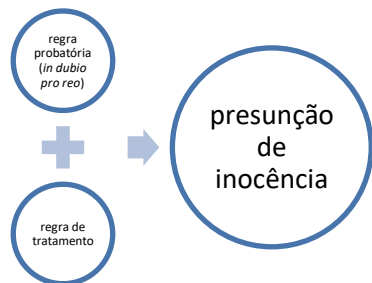 regra
probatória
(in dubio
pro reo)
regra de
tratamento
presunção
de
inocência